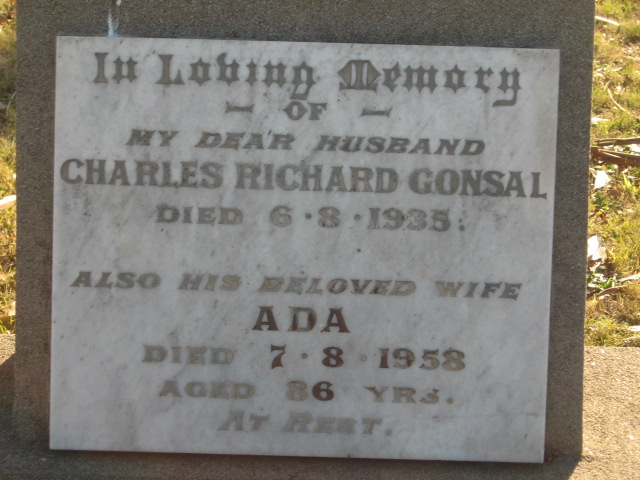 In Loving Memory
— OF —
MY DEAR HUSBAND
CHARLES RICHARD GONSAL
DIED 6·8·1935.
ALSO HIS BELOVED WIFE
ADA
DIED 7·8·1958
AGED 86 YRS.
AT REST.